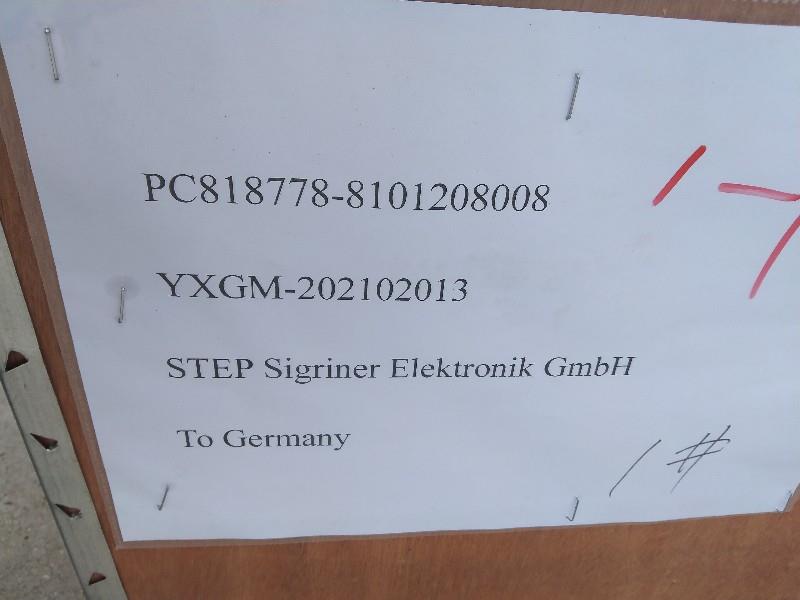 PC818778-8101208008
YXGM-202102013
STEP Sigriner Elektronik GmbH
To Germany
1#